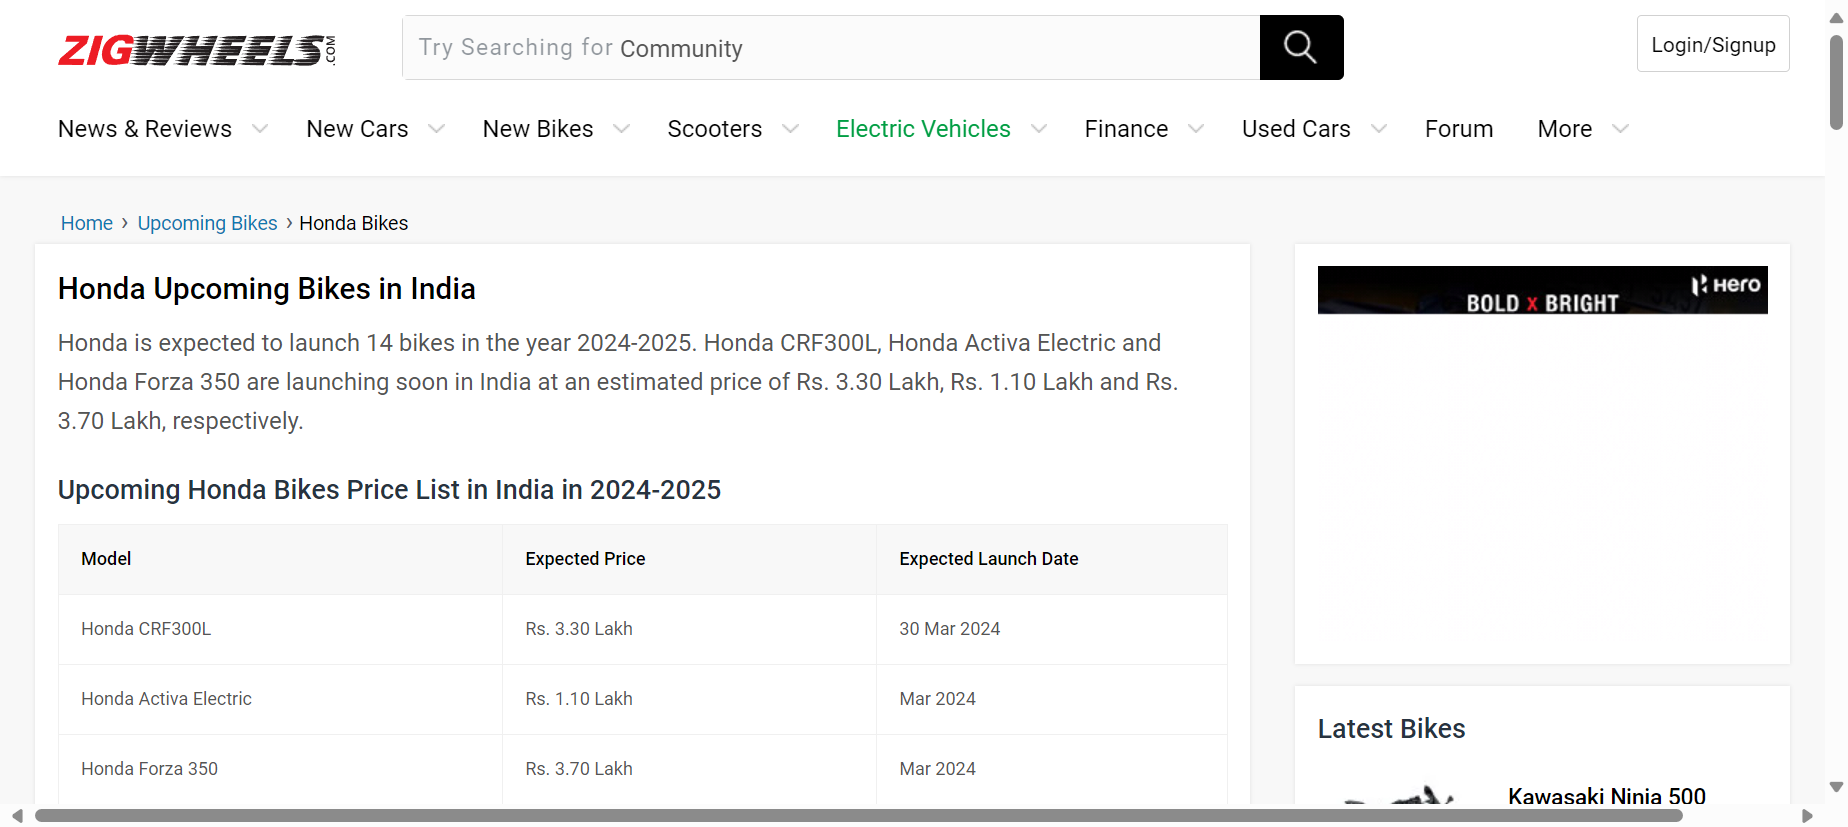 ZIGWHEELS.COM
Try Searching for Community
Login/Signup
News & Reviews New Cars New Bikes Scooters Electric Vehicles Finance Used Cars Forum More
Home › Upcoming Bikes › Honda Bikes
Honda Upcoming Bikes in India
Honda is expected to launch 14 bikes in the year 2024-2025. Honda CRF300L, Honda Activa Electric and
Honda Forza 350 are launching soon in India at an estimated price of Rs. 3.30 Lakh, Rs. 1.10 Lakh and Rs.
3.70 Lakh, respectively.
Upcoming Honda Bikes Price List in India in 2024-2025
Model Expected Price Expected Launch Date
Honda CRF300L Rs. 3.30 Lakh 30 Mar 2024
Honda Activa Electric Rs. 1.10 Lakh Mar 2024
Honda Forza 350 Rs. 3.70 Lakh Mar 2024
Hero
BOLD X BRIGHT
Latest Bikes
Kawasaki Ninja 500